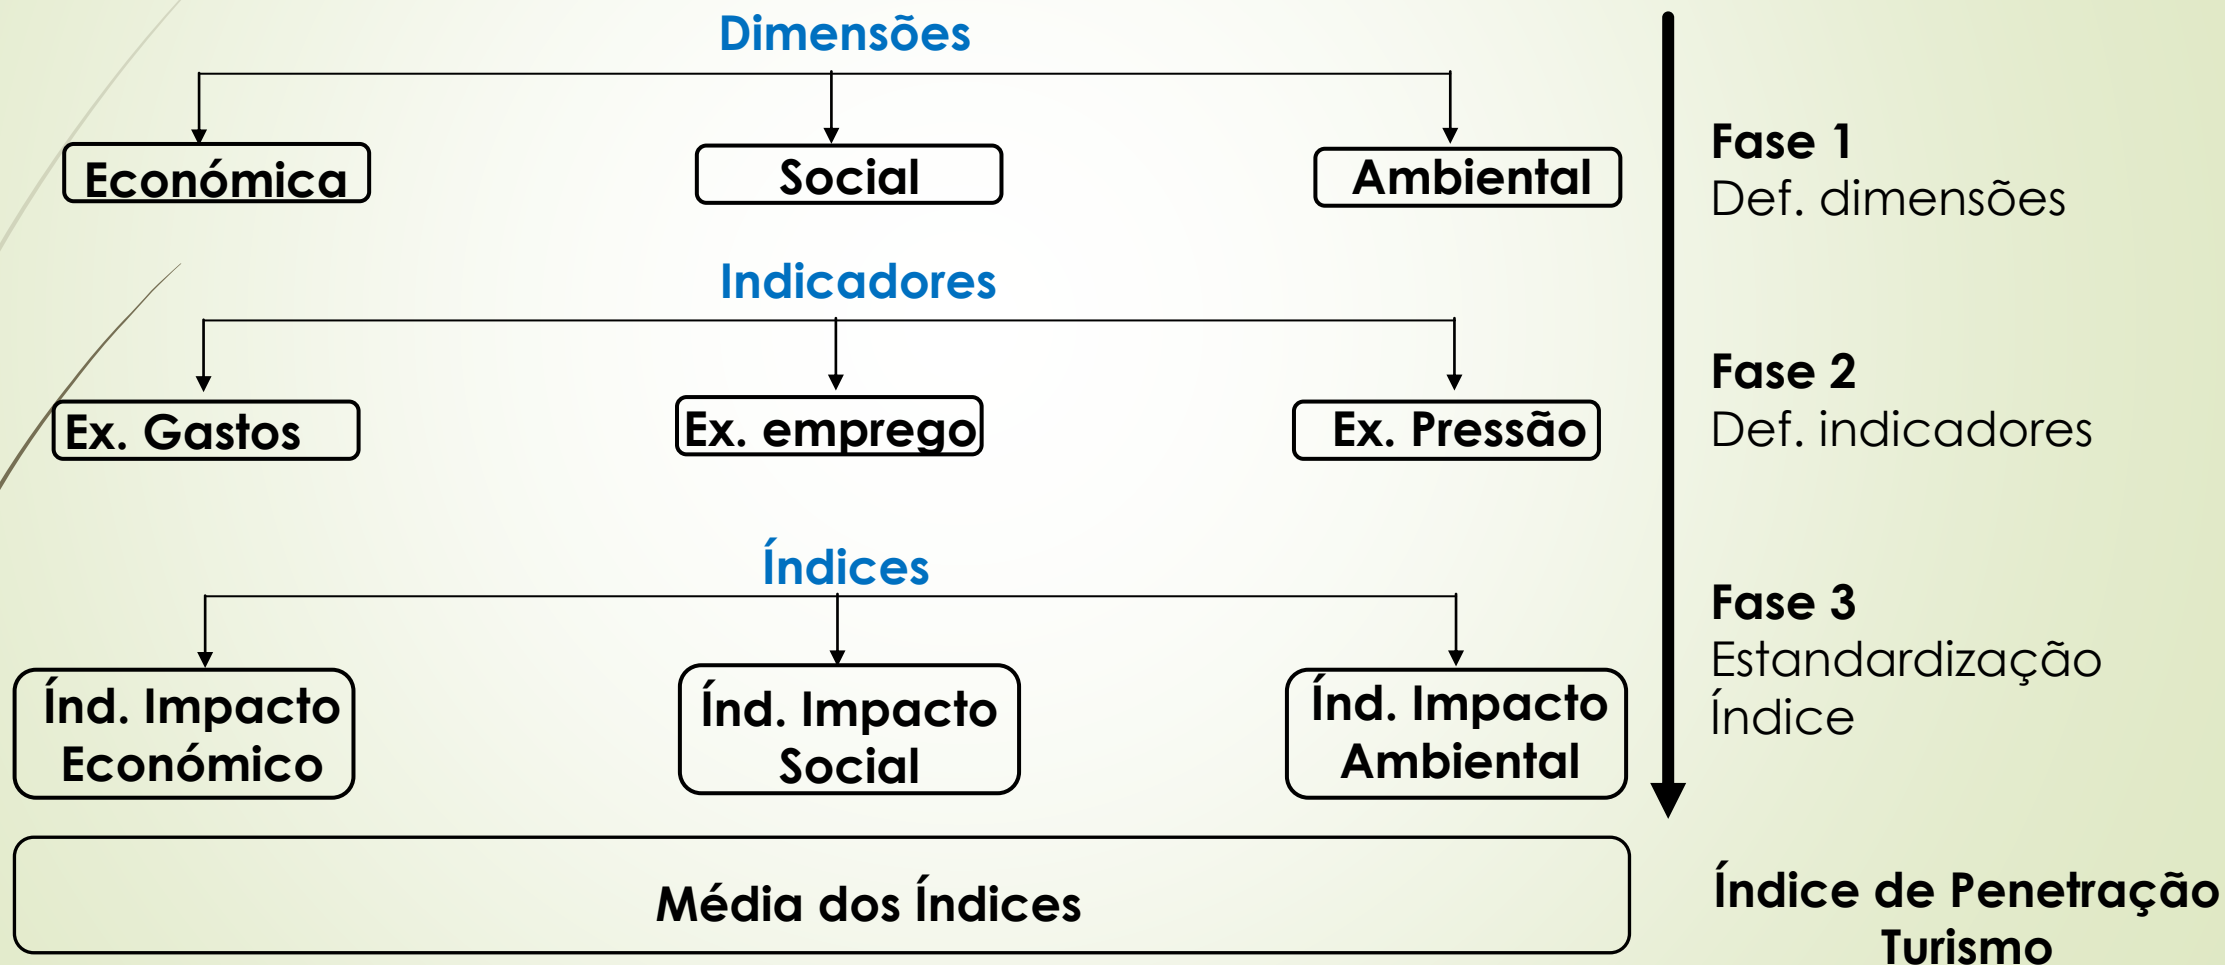 Dimensões
Económica
Social
Ambiental
Fase 1
Def. dimensões
Indicadores
Ex. Gastos
Ex. emprego
Ex. Pressão
Fase 2
Def. indicadores
Índices
Índ. Impacto
Económico
Índ. Impacto
Social
Índ. Impacto
Ambiental
Fase 3
Estandardização
Índice
Média dos Índices
Índice de Penetração
Turismo